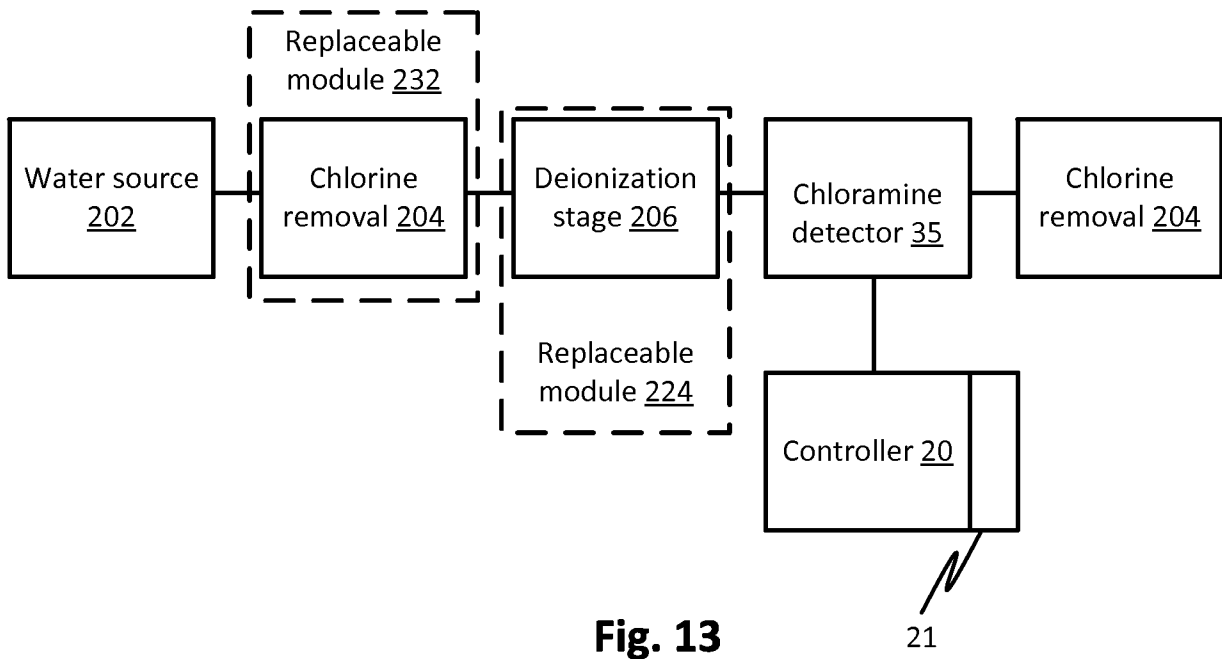 Replaceable
module 232
Water source
202
Chlorine
removal 204
Deionization
stage 206
Replaceable
module 224
Chloramine
detector 35
Chlorine
removal 204
Controller 20
21
Fig. 13